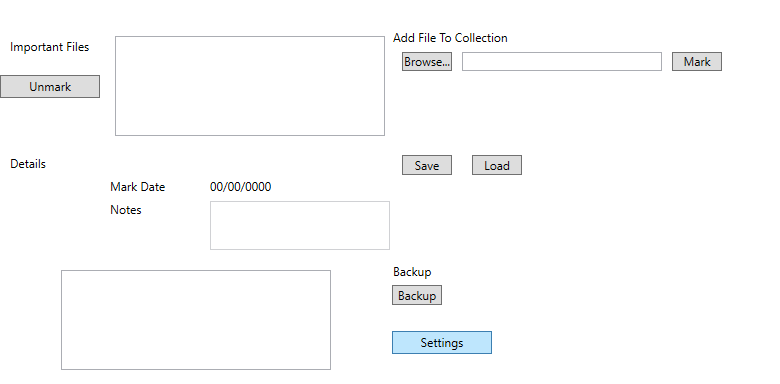 Important Files
Unmark
Add File To Collection
Browse...
Mark
Details
Save
Load
Mark Date
00/00/0000
Notes
Backup
Backup
Settings